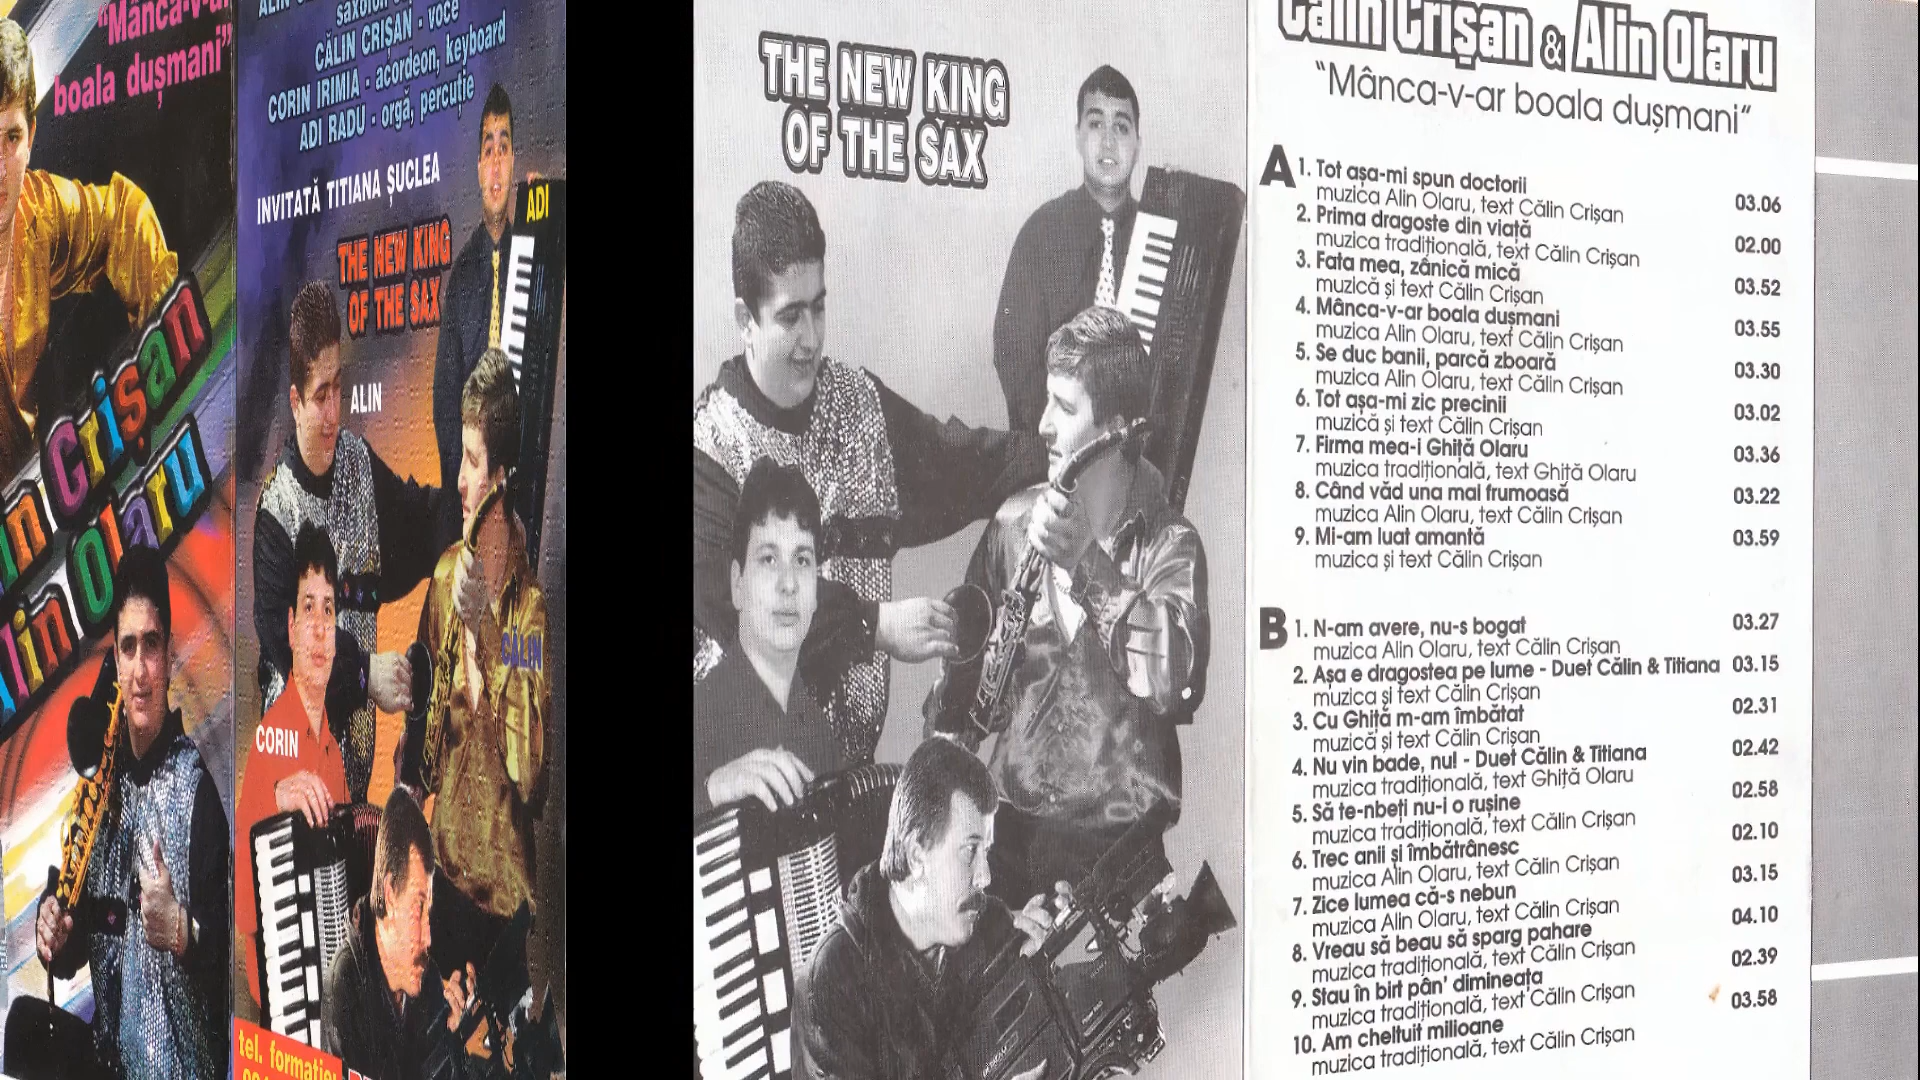 "Mânca-v-ar
boala dușmani"
Crișan
Olaru
CĂLIN CRIȘAN - voce
CORIN IRIMIA - acordeon, keyboard
ADI RADU - orgă, percuție
INVITATĂ TITIANA ȘUCLEA
ADI
THE NEW KING
OF THE SAX
ALIN
CĂLIN
CORIN
tel. formației
THE NEW KING
OF THE SAX
Călin Crișan & Alin Olaru
"Mânca-v-ar boala dușmani"
A
1. Tot așa-mi spun doctorii 03.06
muzica Alin Olaru, text Călin Crișan
2. Prima dragoste din viață 02.00
muzica tradițională, text Călin Crișan
3. Fata mea, zânică mică 03.52
muzică și text Călin Crișan
4. Mânca-v-ar boala dușmani 03.55
muzica Alin Olaru, text Călin Crișan
5. Se duc banii, parcă zboară 03.30
muzica Alin Olaru, text Călin Crișan
6. Tot așa-mi zic precinii 03.02
muzică și text Călin Crișan
7. Firma mea-i Ghiță Olaru 03.36
muzica tradițională, text Ghiță Olaru
8. Când văd una mai frumoasă 03.22
muzica Alin Olaru, text Călin Crișan
9. Mi-am luat amantă 03.59
muzica și text Călin Crișan
B
1. N-am avere, nu-s bogat 03.27
muzica Alin Olaru, text Călin Crișan
2. Așa e dragostea pe lume - Duet Călin & Titiana 03.15
muzica și text Călin Crișan
3. Cu Ghiță m-am îmbătat 02.31
muzică și text Călin Crișan
4. Nu vin bade, nu! - Duet Călin & Titiana 02.42
muzica tradițională, text Ghiță Olaru
5. Să te-nbeți nu-i o rușine 02.58
muzica tradițională, text Călin Crișan
6. Trec anii și îmbătrânesc 02.10
muzica Alin Olaru, text Călin Crișan
7. Zice lumea că-s nebun 03.15
muzica Alin Olaru, text Călin Crișan
8. Vreau să beau să sparg pahare 04.10
muzica tradițională, text Călin Crișan
9. Stau în birt pân' dimineața 02.39
muzica tradițională, text Călin Crișan
10. Am cheltuit milioane 03.58
muzica tradițională, text Călin Crișan